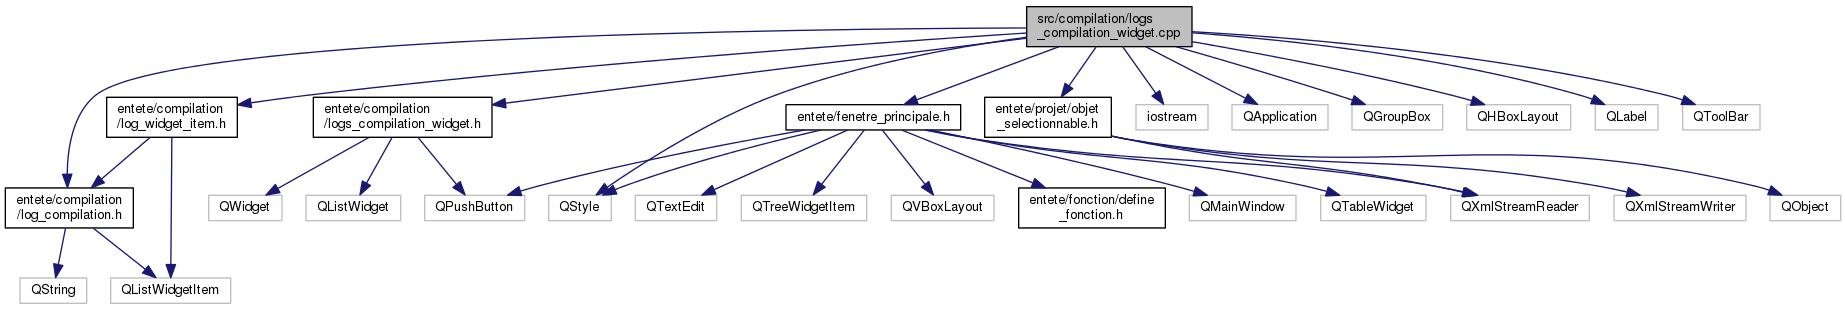 src/compilation/logs
_compilation_widget.cpp
entete/compilation
/log_widget_item.h
entete/compilation
/logs_compilation_widget.h
entete/fenetre_principale.h
entete/projet/objet
_selectionnable.h
iostream
QApplication
QGroupBox
QHBoxLayout
QLabel
QToolBar
entete/compilation
/log_compilation.h
QWidget
QListWidget
QPushButton
QStyle
QTextEdit
QTreeWidgetItem
QVBoxLayout
entete/fonction/define
_fonction.h
QMainWindow
QTableWidget
QXmlStreamReader
QXmlStreamWriter
QObject
QString
QListWidgetItem